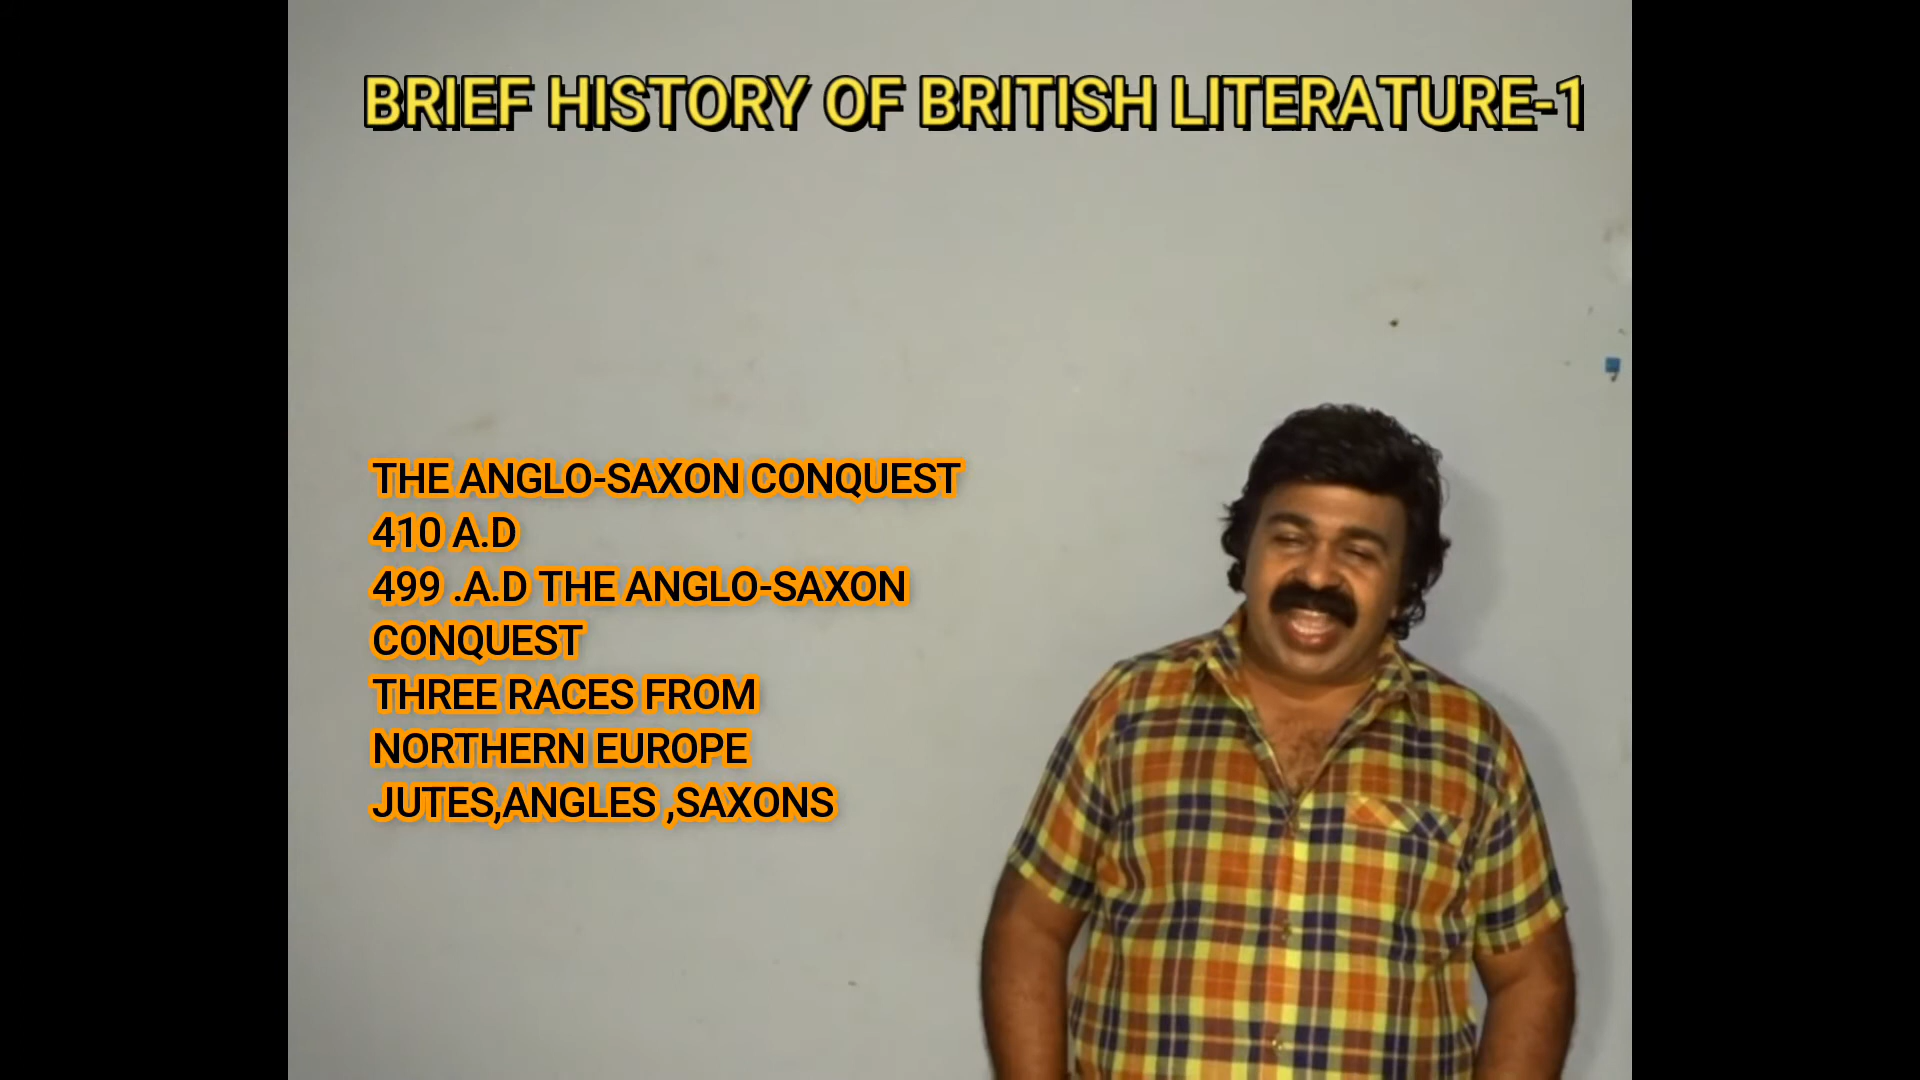 BRIEF HISTORY OF BRITISH LITERATURE-1
THE ANGLO-SAXON CONQUEST
410 A.D
499 .A.D THE ANGLO-SAXON
CONQUEST
THREE RACES FROM
NORTHERN EUROPE
JUTES,ANGLES ,SAXONS